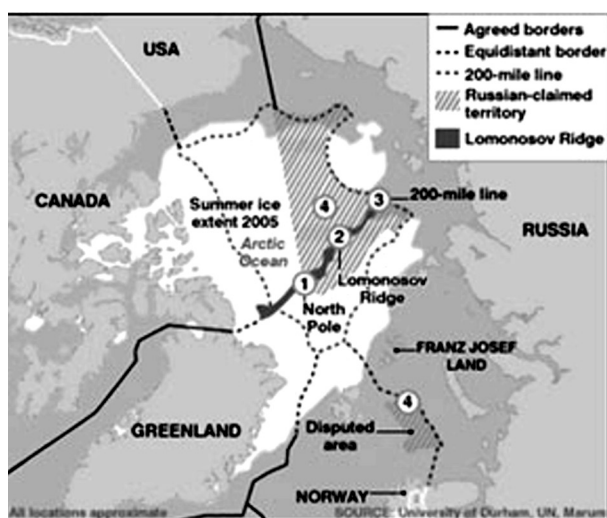 Agreed borders
Equidistant border
200-mile line
Russian-claimed
territory
Lomonosov Ridge
USA
CANADA
Summer ice
extent 2005
Arctic
Ocean
4
3
200-mile line
2
1
Lomonosov
Ridge
North
Pole
RUSSIA
FRANZ JOSEF
LAND
4
Disputed
area
GREENLAND
NORWAY
All locations approximate
SOURCE: University of Durham, UN, Marum